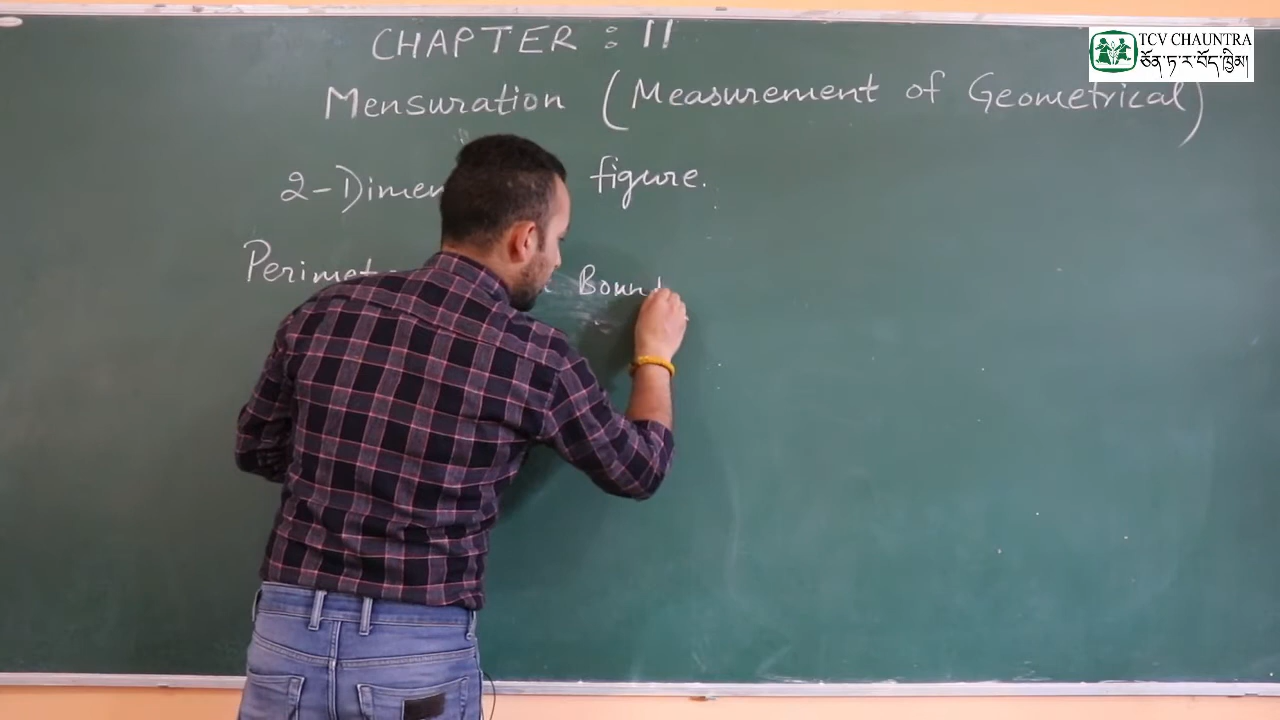 CHAPTER : 11
TCV CHAUNTRA
ཅོན་ཏ་ར་བོད་ཁྱིམ།
Mensuration (Measurement of Geometrical)
2-Dimen figure.
Perimet Bound